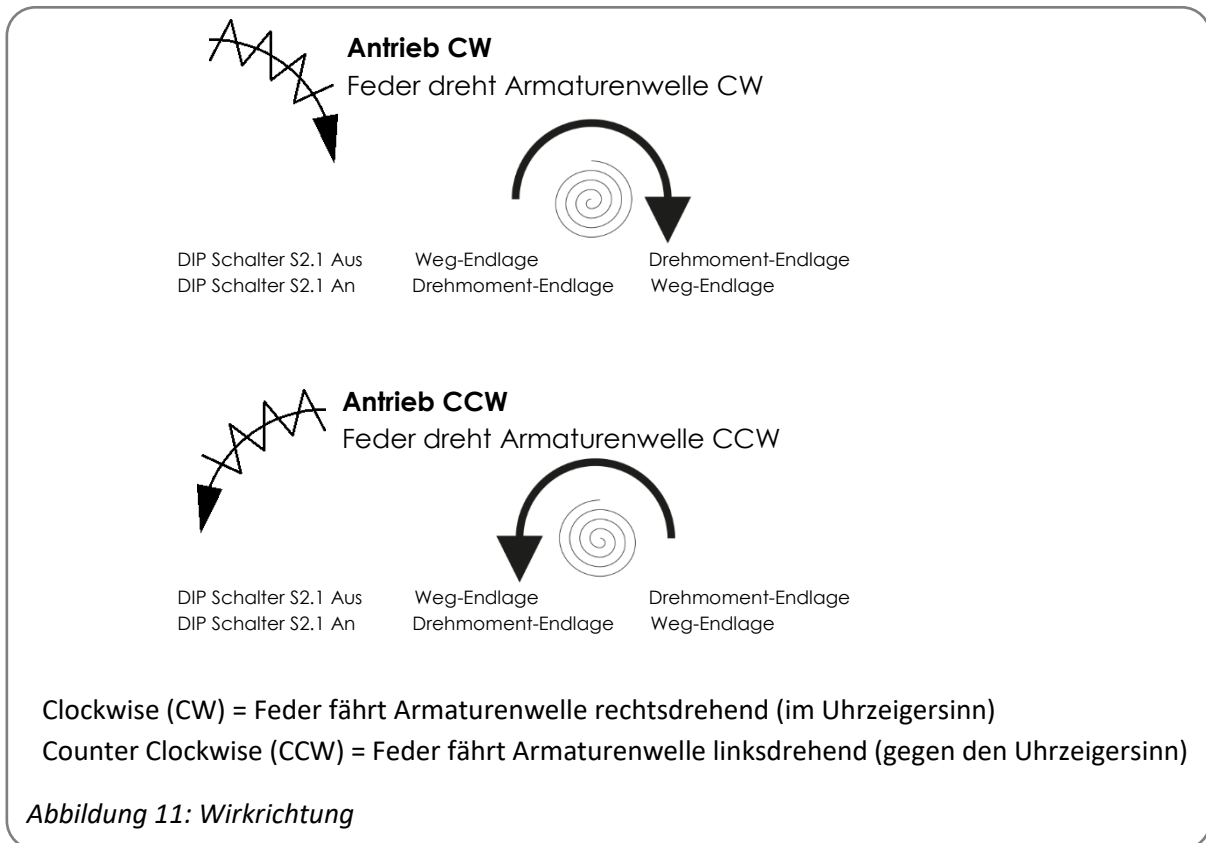 Antrieb CW
Feder dreht Armaturenwelle CW
DIP Schalter S2.1 Aus Weg-Endlage Drehmoment-Endlage
DIP Schalter S2.1 An Drehmoment-Endlage Weg-Endlage
Antrieb CCW
Feder dreht Armaturenwelle CCW
DIP Schalter S2.1 Aus Weg-Endlage Drehmoment-Endlage
DIP Schalter S2.1 An Drehmoment-Endlage Weg-Endlage
Clockwise (CW) = Feder fährt Armaturenwelle rechtsdrehend (im Uhrzeigersinn)
Counter Clockwise (CCW) = Feder fährt Armaturenwelle linksdrehend (gegen den Uhrzeigersinn)
Abbildung 11: Wirkrichtung